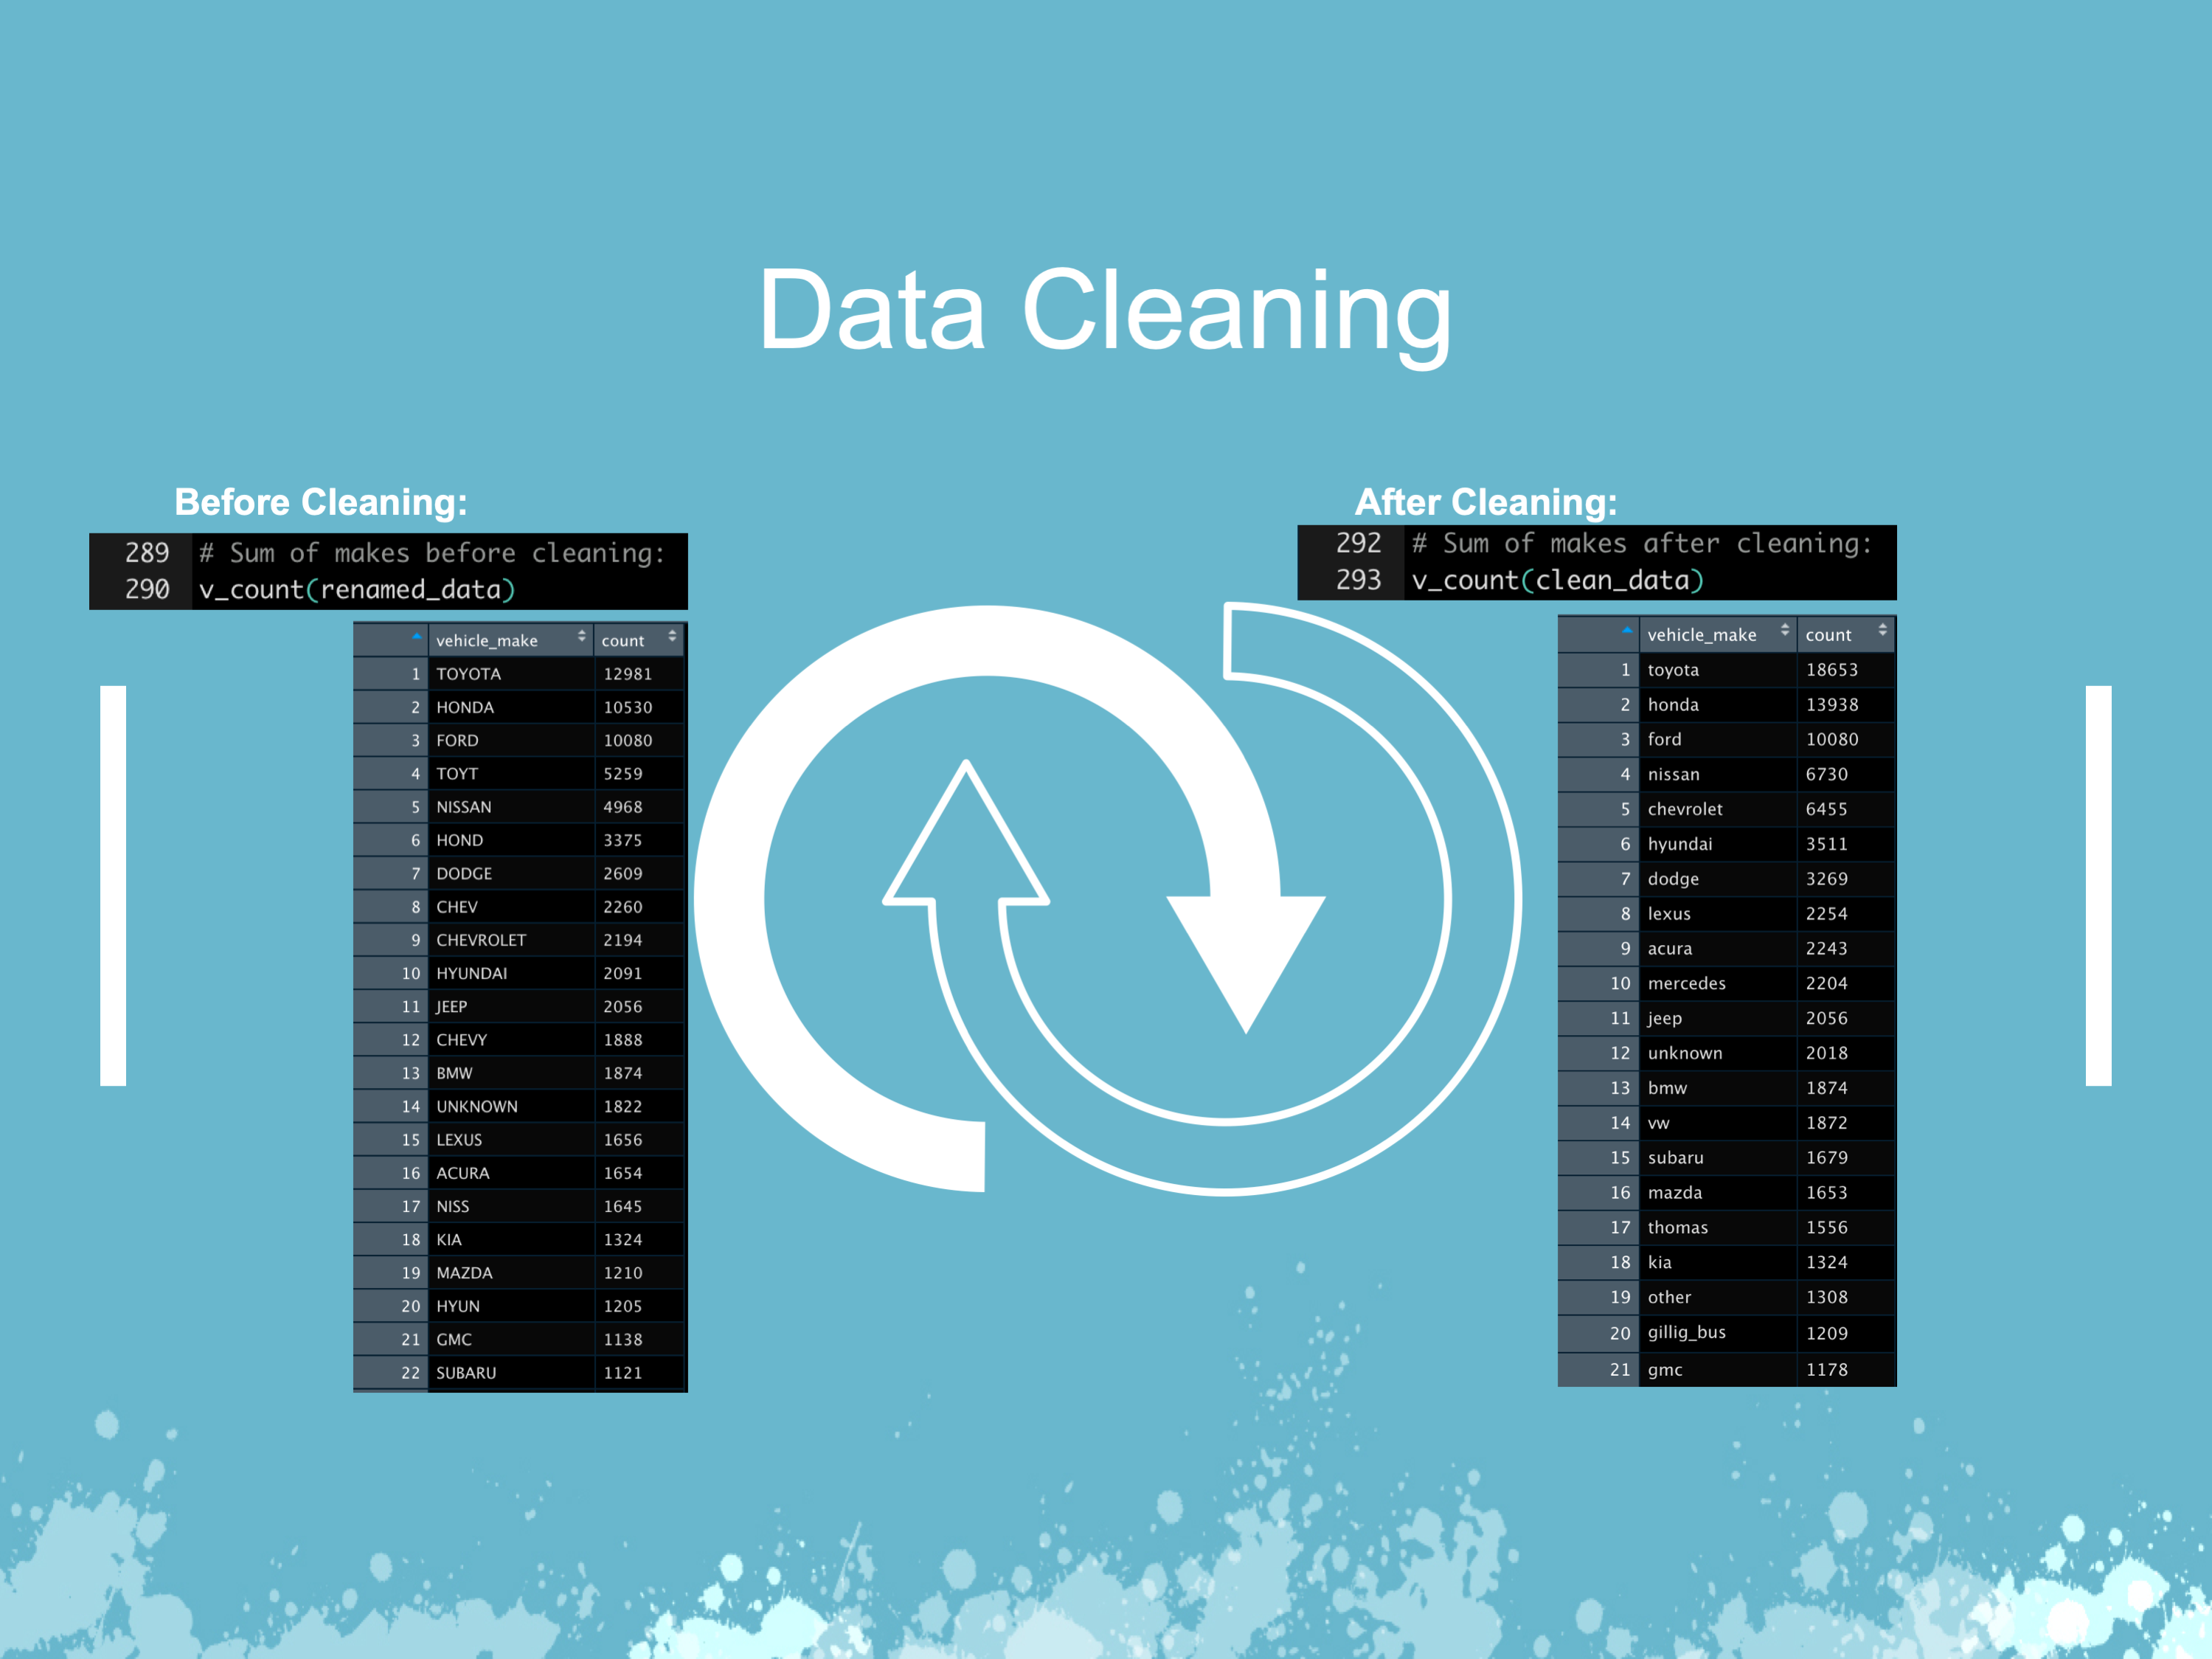 Data Cleaning
Before Cleaning:
289 # Sum of makes before cleaning:
290 v_count(renamed_data)
vehicle_make count
1 TOYOTA 12981
2 HONDA 10530
3 FORD 10080
4 TOYT 5259
5 NISSAN 4968
6 HOND 3375
7 DODGE 2609
8 CHEV 2260
9 CHEVROLET 2194
10 HYUNDAI 2091
11 JEEP 2056
12 CHEVY 1888
13 BMW 1874
14 UNKNOWN 1822
15 LEXUS 1656
16 ACURA 1654
17 NISS 1645
18 KIA 1324
19 MAZDA 1210
20 HYUN 1205
21 GMC 1138
22 SUBARU 1121
After Cleaning:
292 # Sum of makes after cleaning:
293 v_count(clean_data)
vehicle_make count
1 toyota 18653
2 honda 13938
3 ford 10080
4 nissan 6730
5 chevrolet 6455
6 hyundai 3511
7 dodge 3269
8 lexus 2254
9 acura 2243
10 mercedes 2204
11 jeep 2056
12 unknown 2018
13 bmw 1874
14 vw 1872
15 subaru 1679
16 mazda 1653
17 thomas 1556
18 kia 1324
19 other 1308
20 gillig_bus 1209
21 gmc 1178